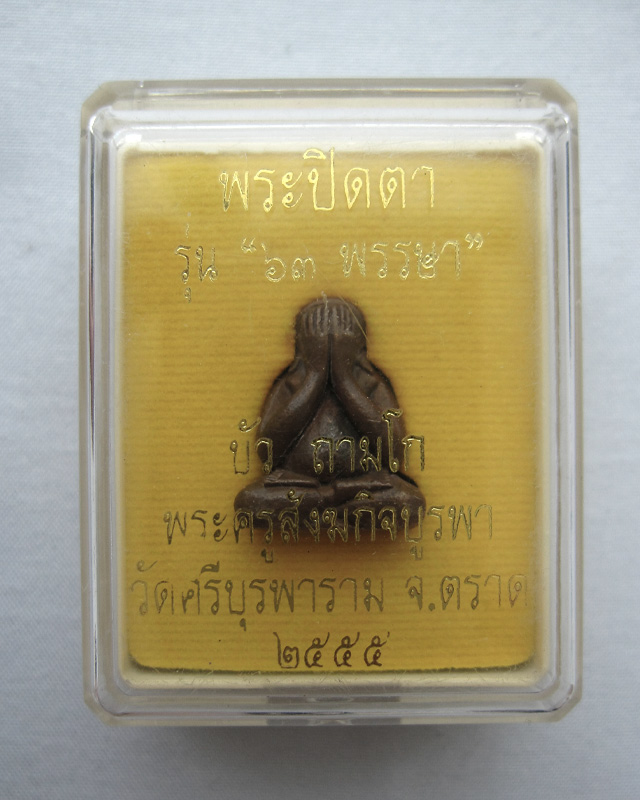 พระปิดตา
รุ่น “๖๓ พรรษา”
บัว ถามโก
พระครูสังฆกิจบูรพา
วัดศรีบุรพาราม จ.ตราด
๒๕๕๕